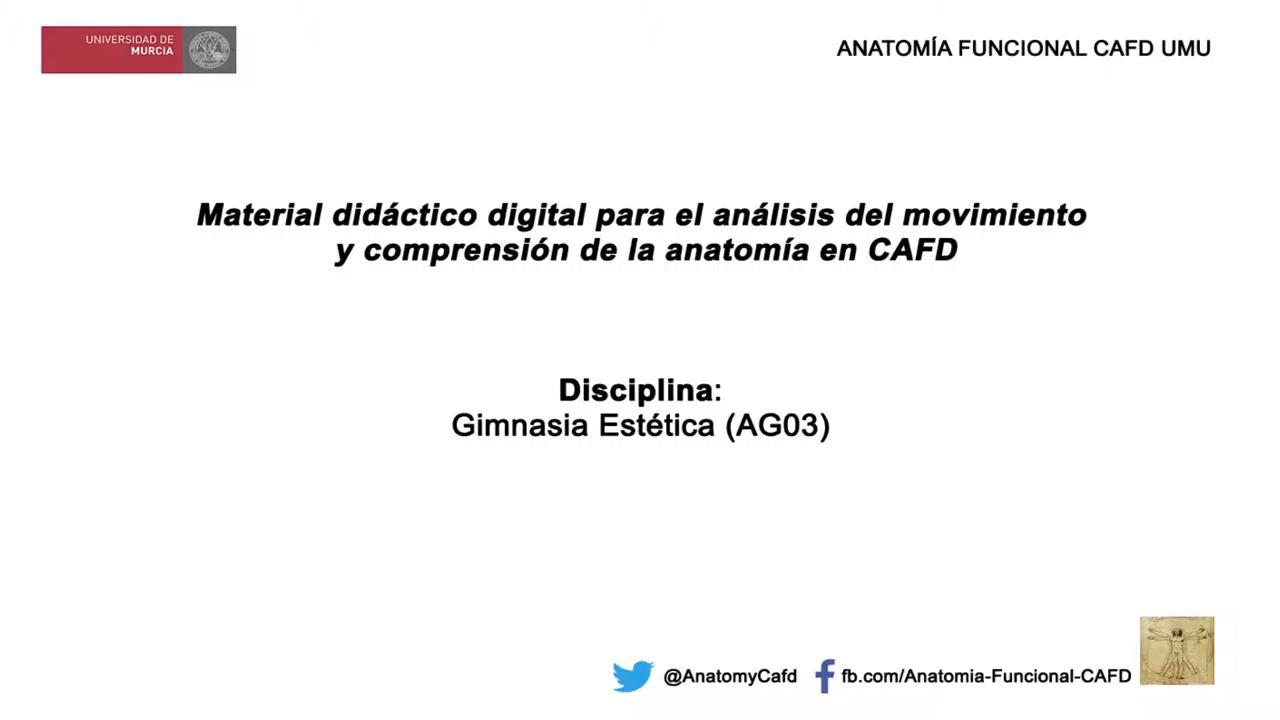 UNIVERSIDAD DE
MURCIA
ANATOMÍA FUNCIONAL CAFD UMU
Material didáctico digital para el análisis del movimiento
y comprensión de la anatomía en CAFD
Disciplina:
Gimnasia Estética (AG03)
@AnatomyCafd
fb.com/Anatomia-Funcional-CAFD